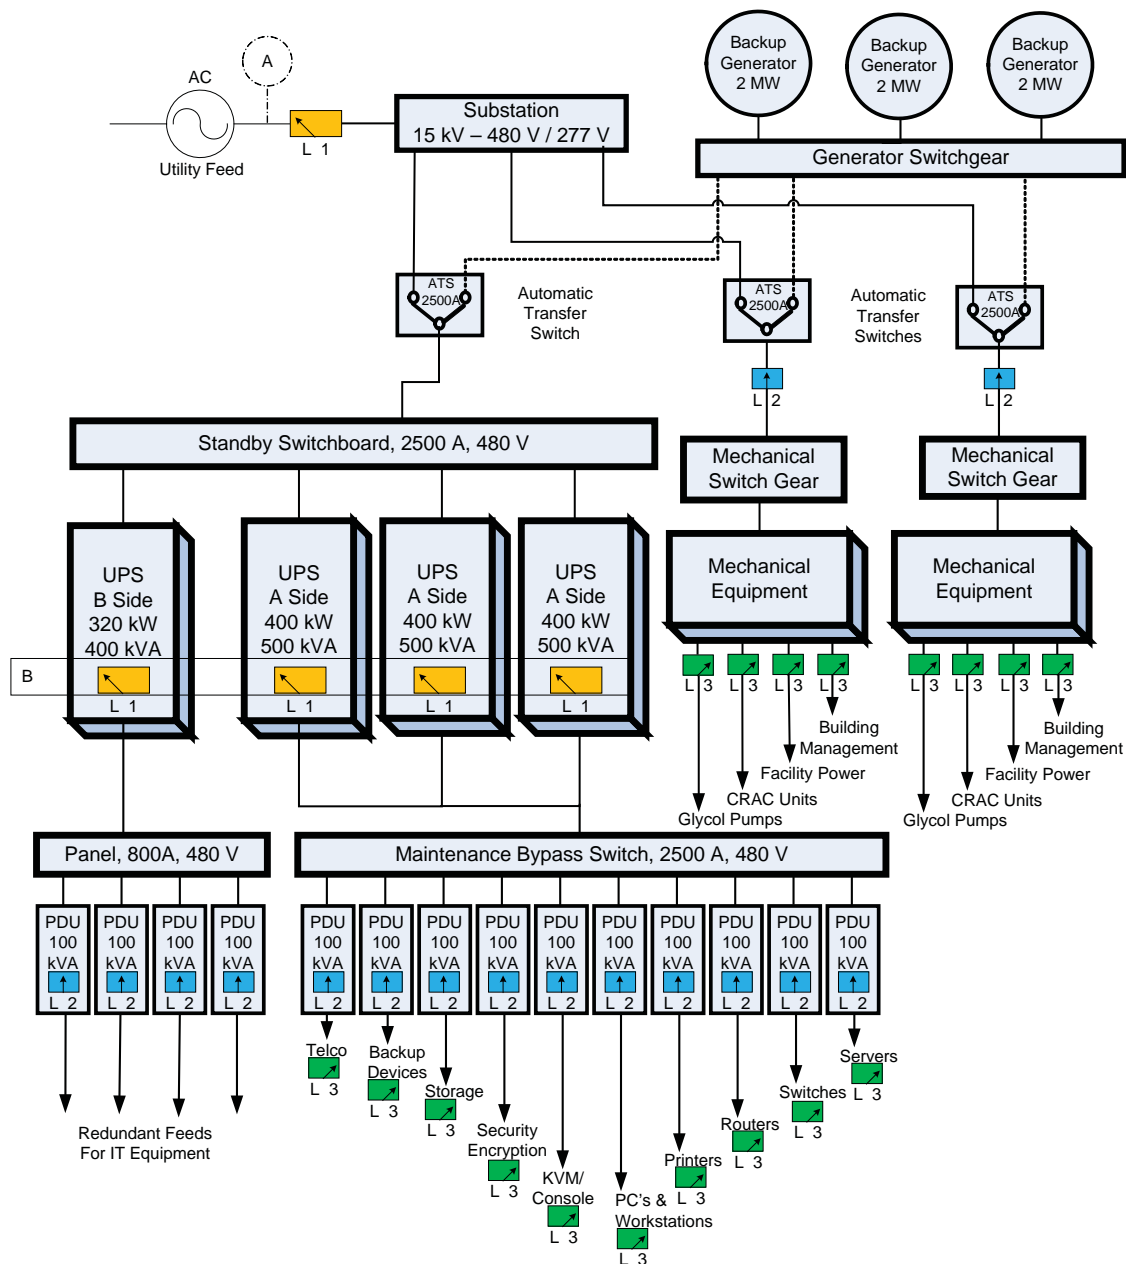 A
AC
Utility Feed
L 1
Substation
15 kV – 480 V / 277 V
Backup
Generator
2 MW
Backup
Generator
2 MW
Backup
Generator
2 MW
Generator Switchgear
ATS
2500A
Automatic
Transfer
Switch
ATS
2500A
Automatic
Transfer
Switches
ATS
2500A
L 2
L 2
Standby Switchboard, 2500 A, 480 V
Mechanical
Switch Gear
Mechanical
Switch Gear
UPS
B Side
320 kW
400 kVA
L 1
UPS
A Side
400 kW
500 kVA
L 1
UPS
A Side
400 kW
500 kVA
L 1
UPS
A Side
400 kW
500 kVA
L 1
B
Mechanical
Equipment
L 3
L 3
L 3
L 3
Building
Management
Facility Power
CRAC Units
Glycol Pumps
Mechanical
Equipment
L 3
L 3
L 3
L 3
Building
Management
Facility Power
CRAC Units
Glycol Pumps
Panel, 800A, 480 V
Maintenance Bypass Switch, 2500 A, 480 V
PDU
100
kVA
L 2
PDU
100
kVA
L 2
PDU
100
kVA
L 2
PDU
100
kVA
L 2
Redundant Feeds
For IT Equipment
PDU
100
kVA
L 2
PDU
100
kVA
L 2
PDU
100
kVA
L 2
PDU
100
kVA
L 2
PDU
100
kVA
L 2
PDU
100
kVA
L 2
PDU
100
kVA
L 2
PDU
100
kVA
L 2
PDU
100
kVA
L 2
PDU
100
kVA
L 2
Telco
L 3
Backup
Devices
L 3
Storage
L 3
Security
Encryption
L 3
KVM/
Console
L 3
PC's &
Workstations
L 3
Printers
L 3
Routers
L 3
Switches
L 3
Servers
L 3